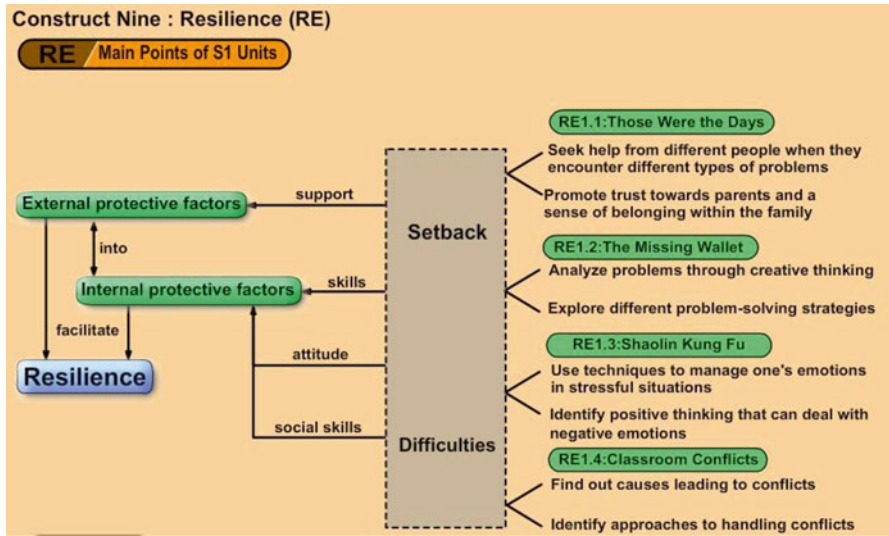 Construct Nine : Resilience (RE)
RE Main Points of S1 Units
RE1.1:Those Were the Days
Seek help from different people when they
encounter different types of problems
Promote trust towards parents and a
sense of belonging within the family
support
External protective factors
Setback
into
RE1.2:The Missing Wallet
Analyze problems through creative thinking
skills
Internal protective factors
Explore different problem-solving strategies
facilitate
RE1.3:Shaolin Kung Fu
attitude
Resilience
Use techniques to manage one's emotions
in stressful situations
Identify positive thinking that can deal with
negative emotions
social skills
Difficulties
RE1.4:Classroom Conflicts
Find out causes leading to conflicts
Identify approaches to handling conflicts